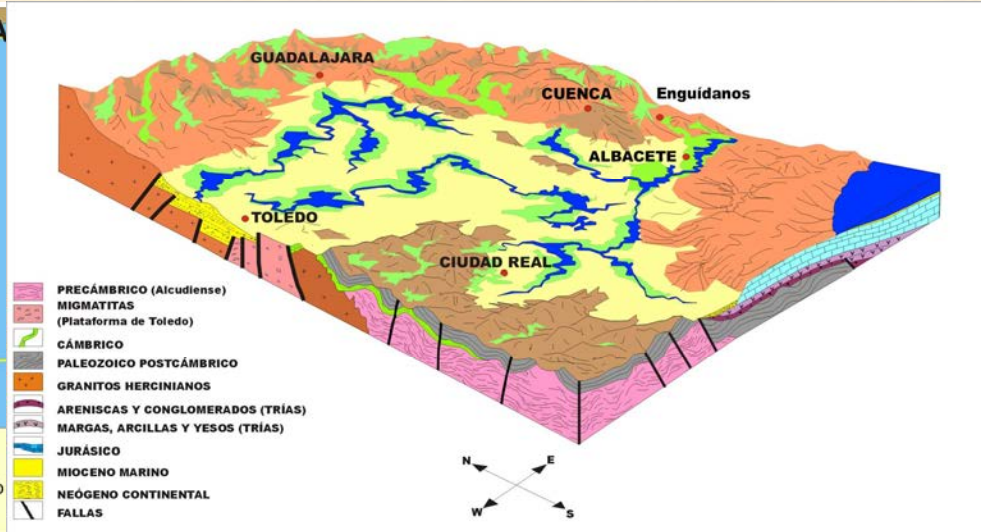 GUADALAJARA
CUENCA
Enguídanos
ALBACETE
TOLEDO
CIUDAD REAL
PRECÁMBRICO (Alcudiense)
MIGMATITAS
(Plataforma de Toledo)
CÁMBRICO
PALEOZOICO POSTCÁMBRICO
GRANITOS HERCINIANOS
ARENISCAS Y CONGLOMERADOS (TRÍAS)
MARGAS, ARCILLAS Y YESOS (TRÍAS)
JURÁSICO
MIOCENO MARINO
NEÓGENO CONTINENTAL
FALLAS
N
E
W
S